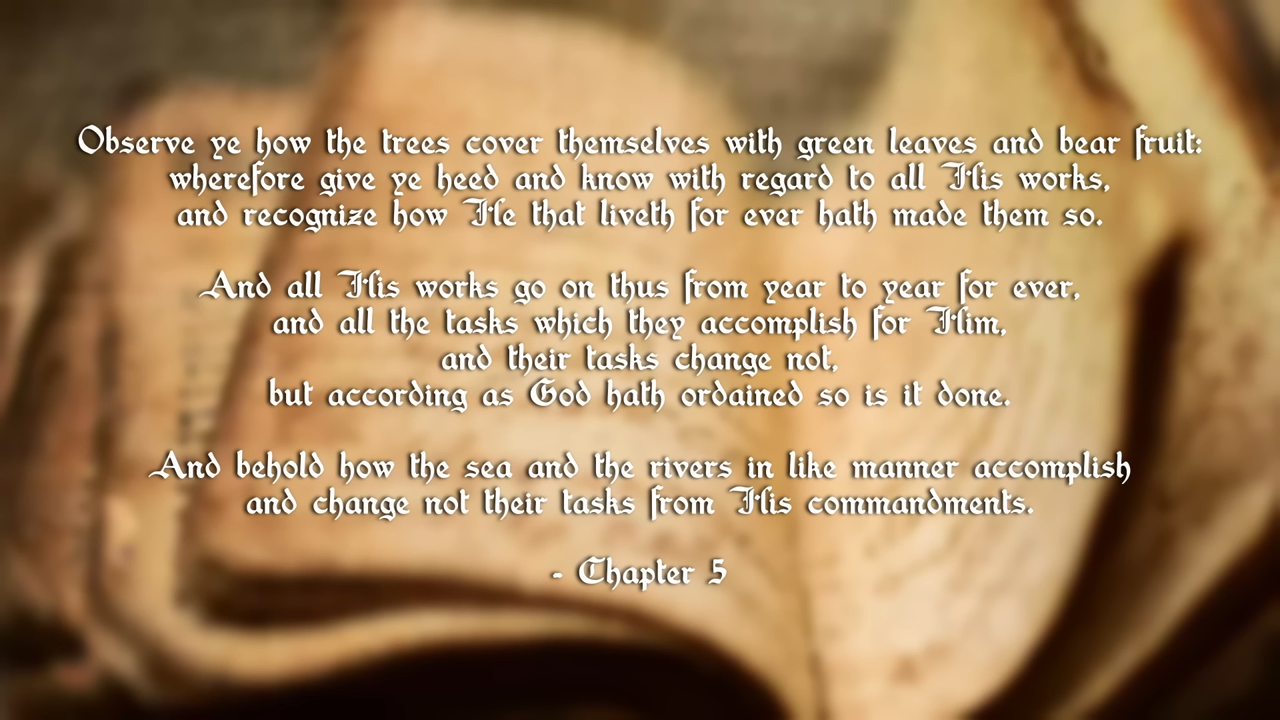 Observe ye how the trees cover themselves with green leaves and bear fruit:
wherefore give ye heed and know with regard to all His works,
and recognize how He that liveth for ever hath made them so.
And all His works go on thus from year to year for ever,
and all the tasks which they accomplish for Him,
and their tasks change not,
but according as God hath ordained so is it done.
And behold how the sea and the rivers in like manner accomplish
and change not their tasks from His commandments.
- Chapter 5